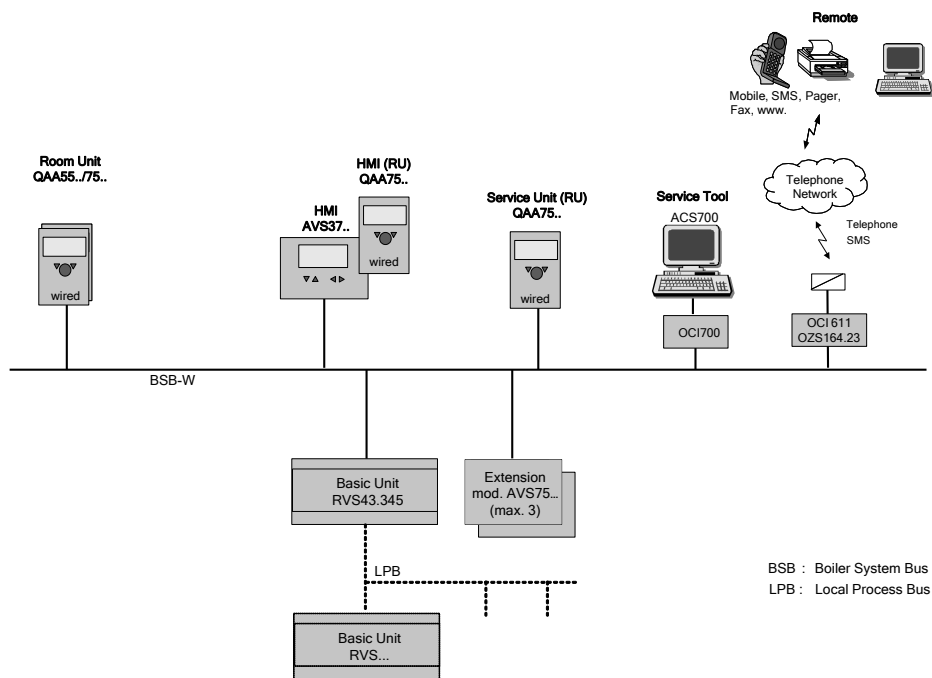 Remote
Mobile, SMS, Pager,
Fax, www.
Room Unit
QAA55../75..
HMI (RU)
QAA75..
HMI
AVS37..
Service Unit (RU)
QAA75..
Service Tool
ACS700
Telephone
Network
Telephone
SMS
wired
wired
wired
OCI700
OCI 611
OZS164.23
BSB-W
Basic Unit
RVS43.345
Extension
mod. AVS75...
(max. 3)
LPB
BSB : Boiler System Bus
LPB : Local Process Bus
Basic Unit
RVS...